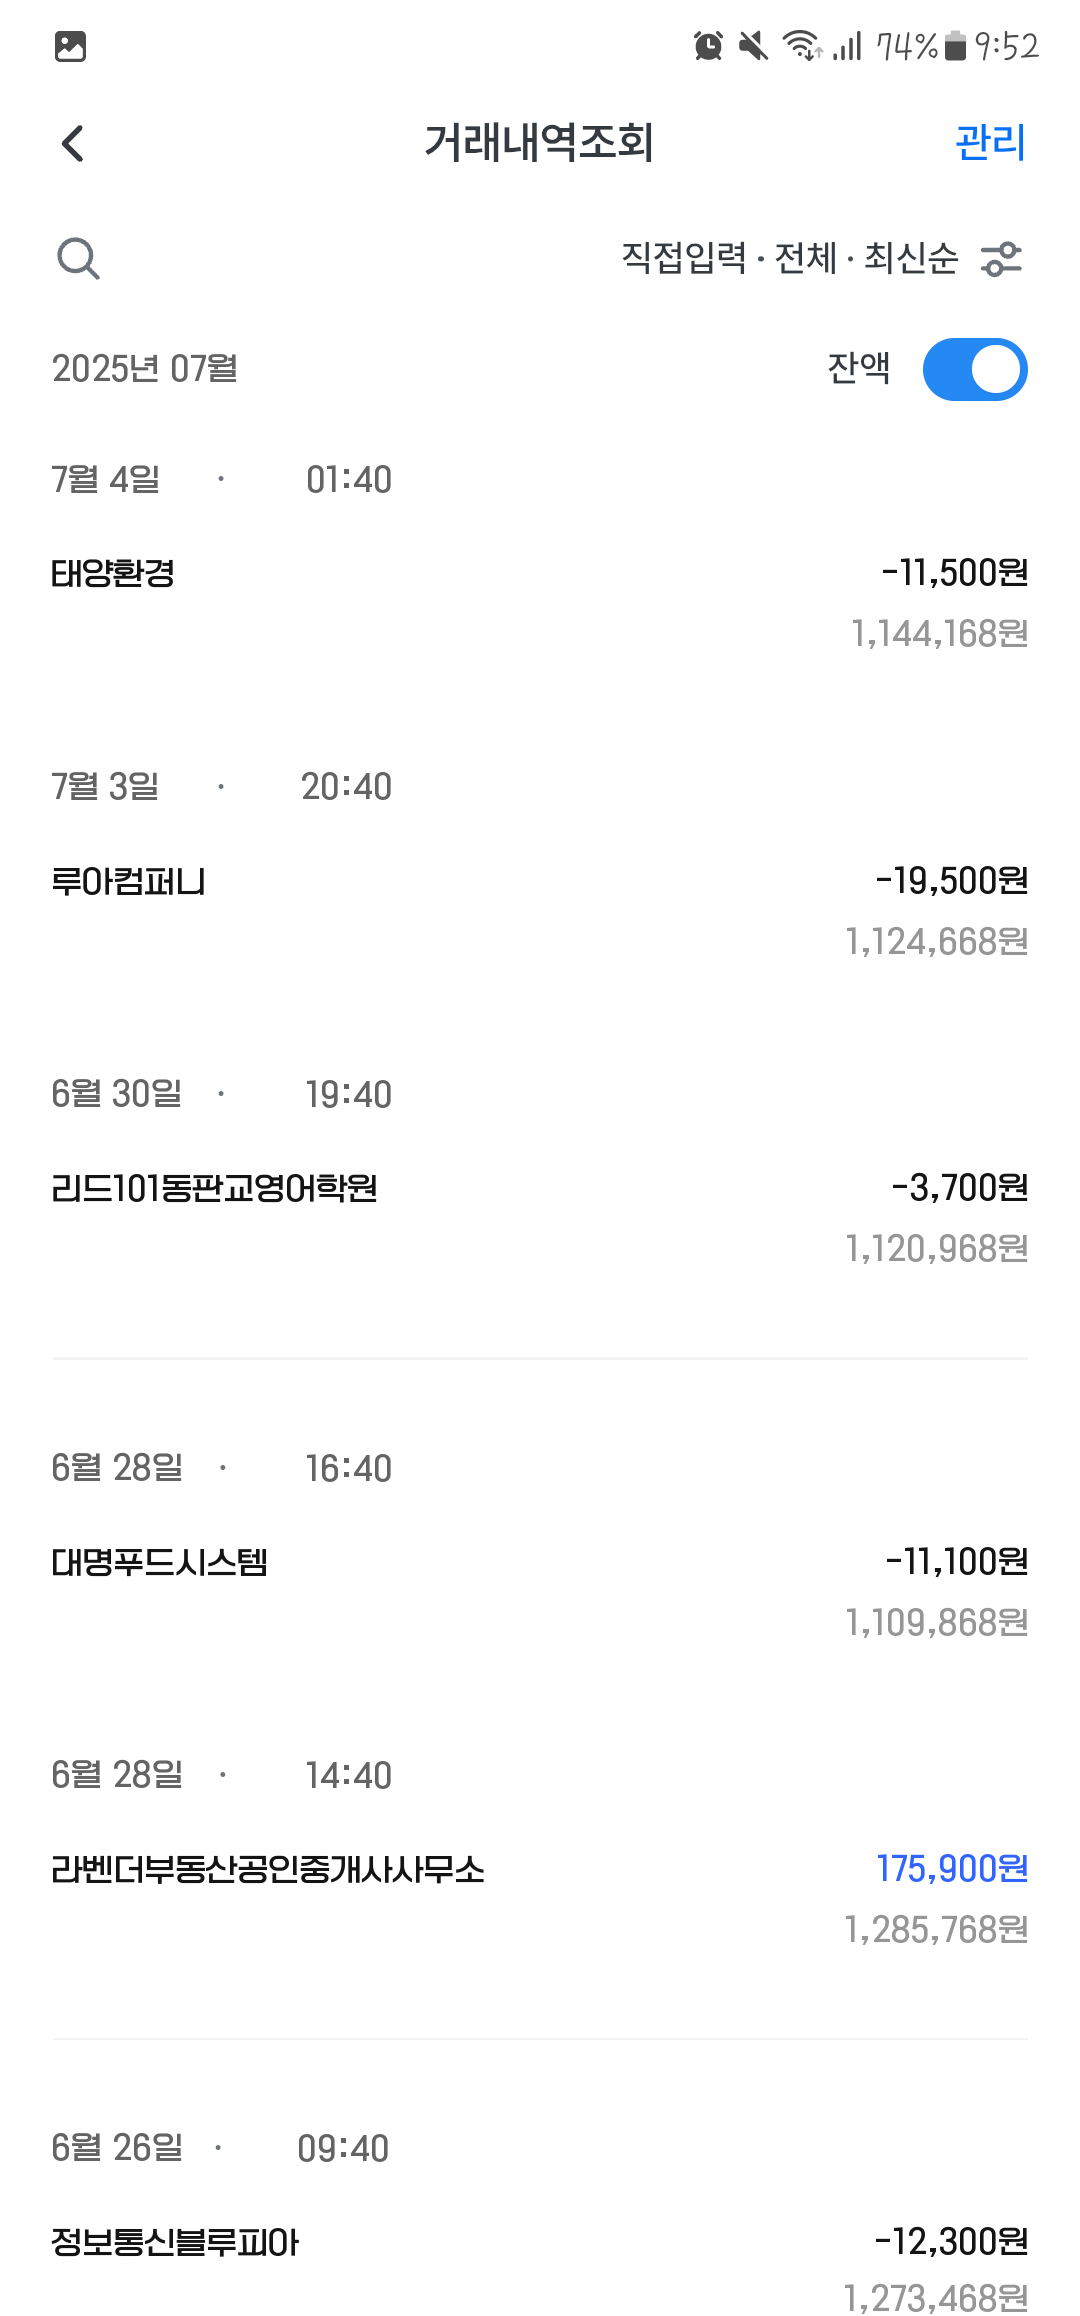 74% 9:52
거래내역조회 관리
직접입력 · 전체 · 최신순
2025년 07월 잔액
7월 4일 · 01:40
태양환경 -11,500원
1,144,168원
7월 3일 · 20:40
루아컴퍼니 -19,500원
1,124,668원
6월 30일 · 19:40
리드101동판교영어학원 -3,700원
1,120,968원
6월 28일 · 16:40
대명푸드시스템 -11,100원
1,109,868원
6월 28일 · 14:40
라벤더부동산공인중개사사무소 175,900원
1,285,768원
6월 26일 · 09:40
정보통신블루피아 -12,300원
1,273,468원